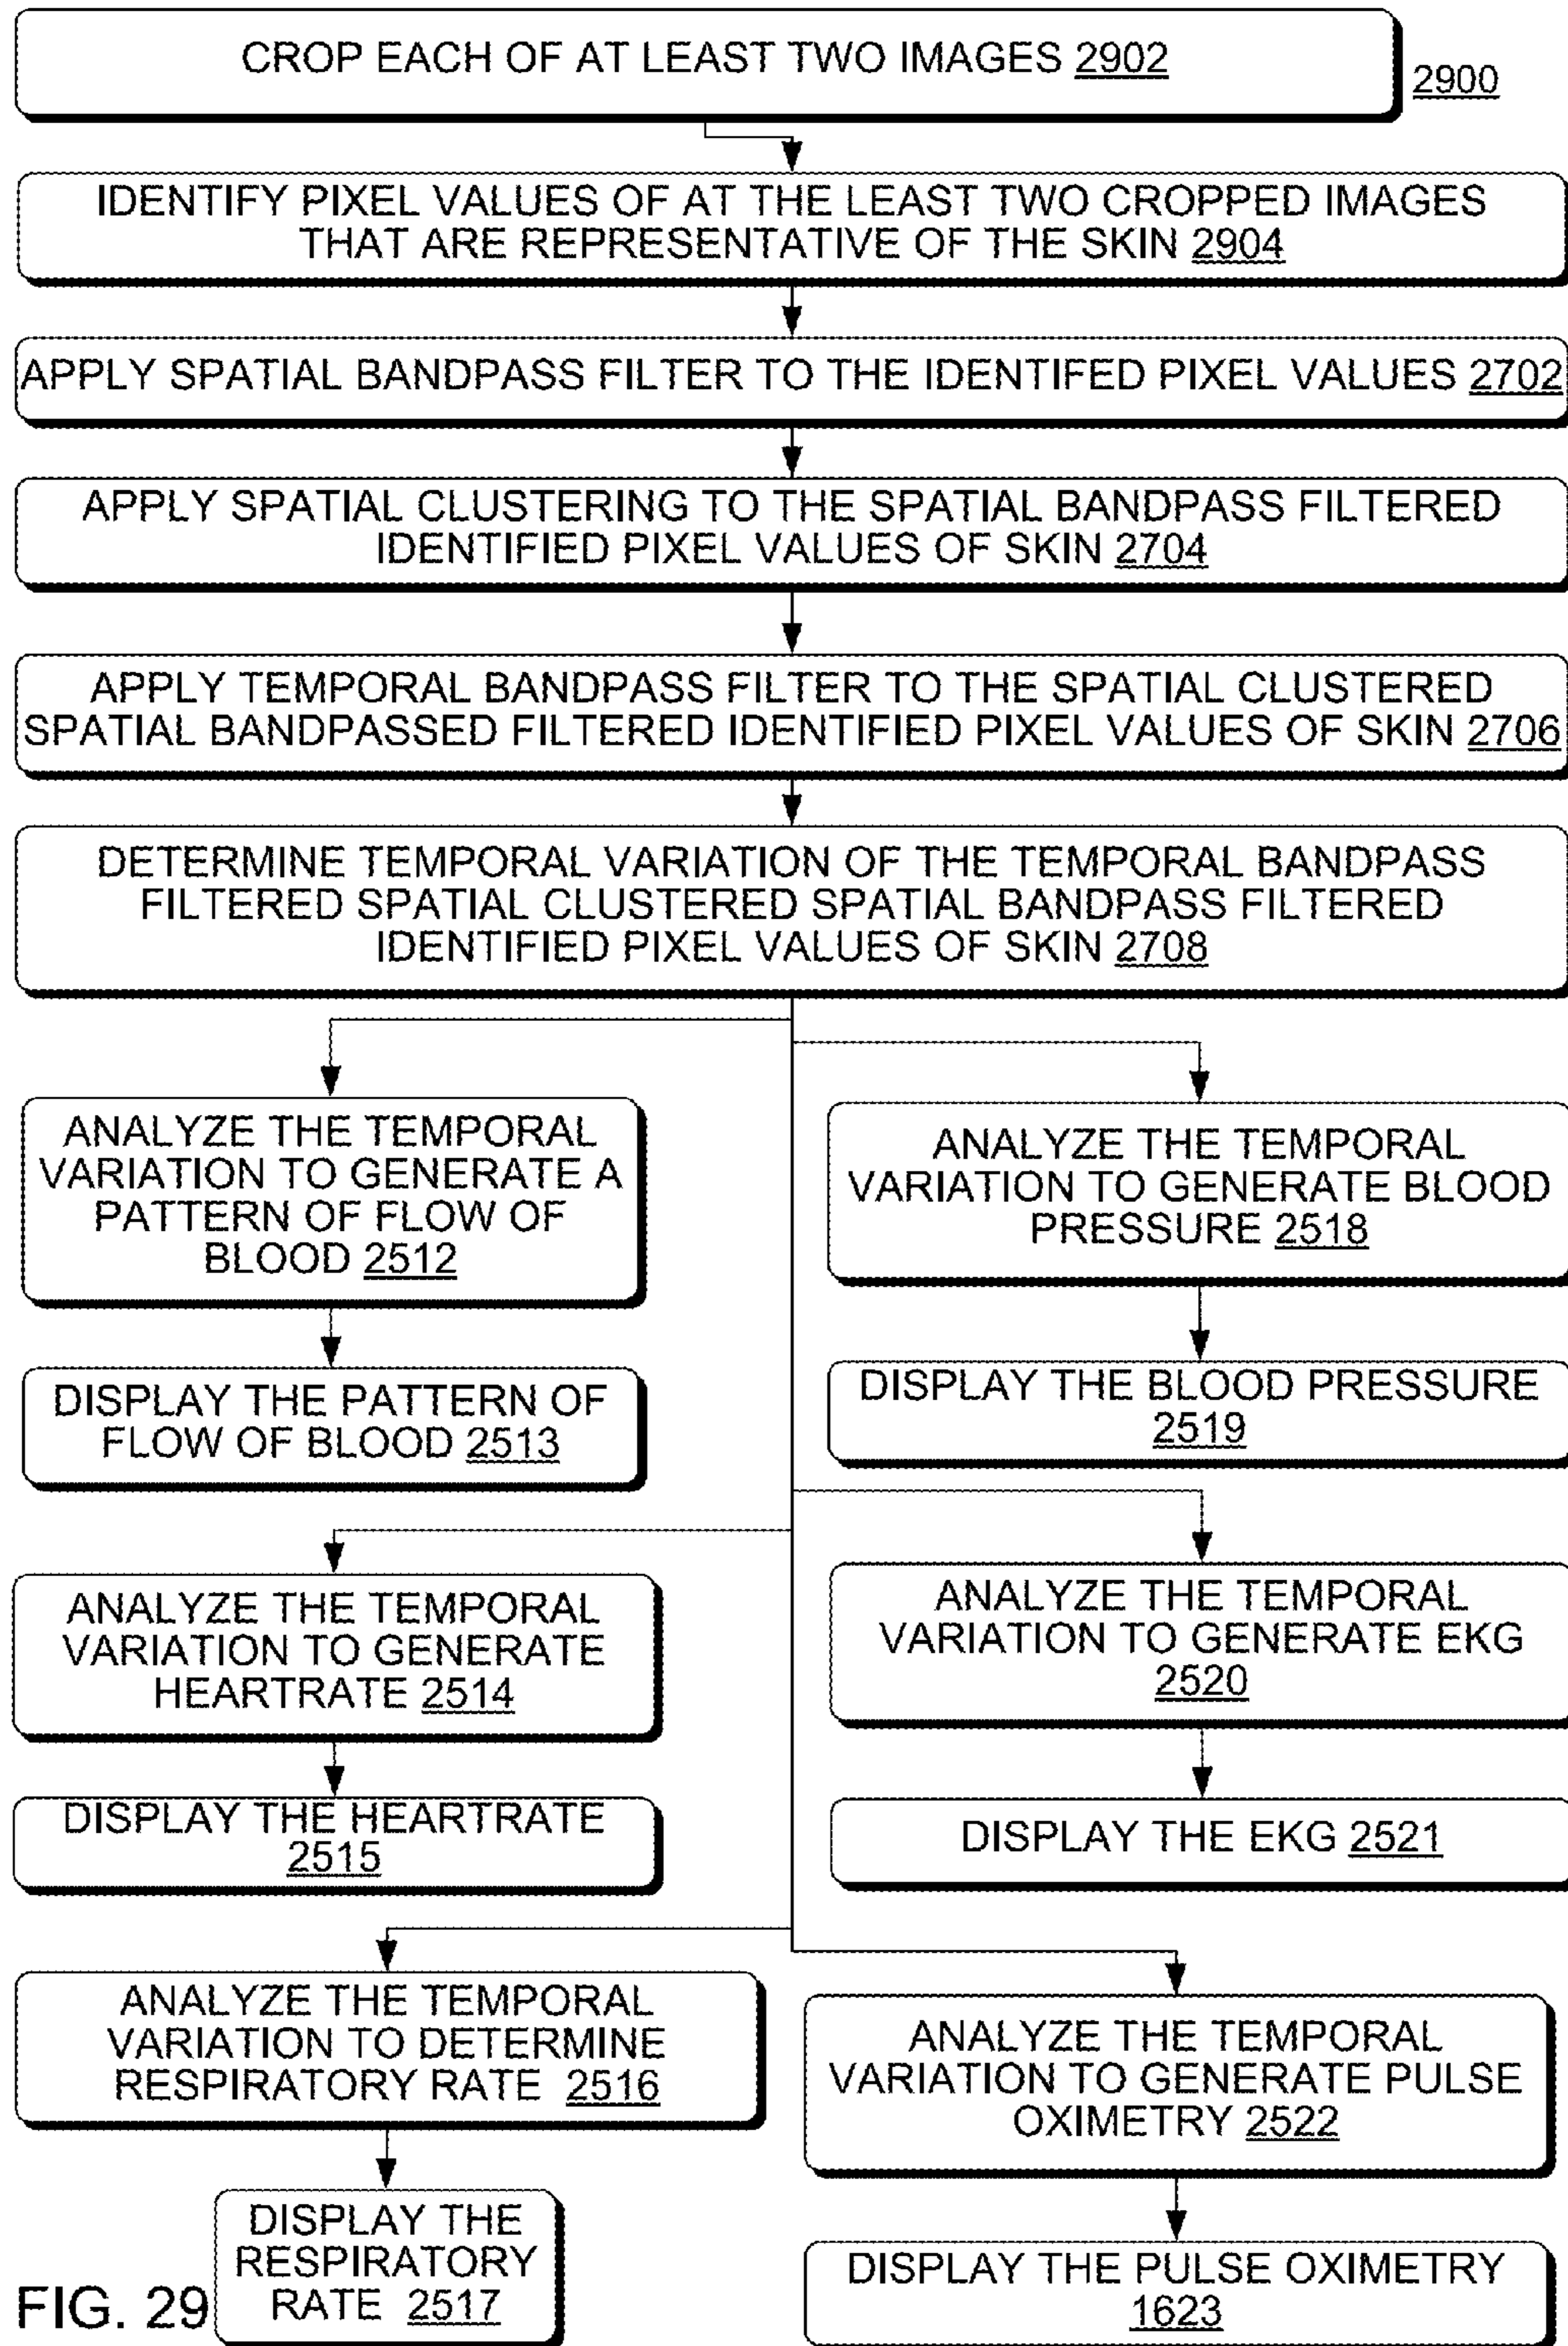 CROP EACH OF AT LEAST TWO IMAGES 2902
2900
IDENTIFY PIXEL VALUES OF AT THE LEAST TWO CROPPED IMAGES
THAT ARE REPRESENTATIVE OF THE SKIN 2904
APPLY SPATIAL BANDPASS FILTER TO THE IDENTIFED PIXEL VALUES 2702
APPLY SPATIAL CLUSTERING TO THE SPATIAL BANDPASS FILTERED
IDENTIFIED PIXEL VALUES OF SKIN 2704
APPLY TEMPORAL BANDPASS FILTER TO THE SPATIAL CLUSTERED
SPATIAL BANDPASSED FILTERED IDENTIFIED PIXEL VALUES OF SKIN 2706
DETERMINE TEMPORAL VARIATION OF THE TEMPORAL BANDPASS
FILTERED SPATIAL CLUSTERED SPATIAL BANDPASS FILTERED
IDENTIFIED PIXEL VALUES OF SKIN 2708
ANALYZE THE TEMPORAL
VARIATION TO GENERATE A
PATTERN OF FLOW OF
BLOOD 2512
ANALYZE THE TEMPORAL
VARIATION TO GENERATE BLOOD
PRESSURE 2518
DISPLAY THE PATTERN OF
FLOW OF BLOOD 2513
DISPLAY THE BLOOD PRESSURE
2519
ANALYZE THE TEMPORAL
VARIATION TO GENERATE
HEARTRATE 2514
ANALYZE THE TEMPORAL
VARIATION TO GENERATE EKG
2520
DISPLAY THE HEARTRATE
2515
DISPLAY THE EKG 2521
ANALYZE THE TEMPORAL
VARIATION TO DETERMINE
RESPIRATORY RATE 2516
ANALYZE THE TEMPORAL
VARIATION TO GENERATE PULSE
OXIMETRY 2522
DISPLAY THE
RESPIRATORY
RATE 2517
DISPLAY THE PULSE OXIMETRY
1623
FIG. 29